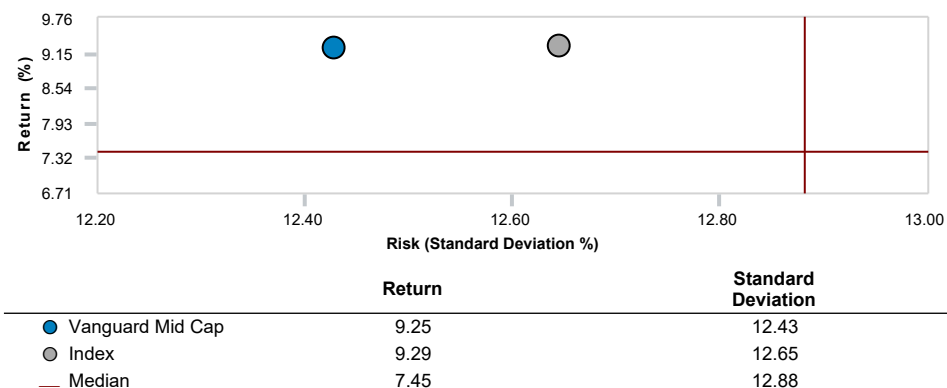 9.76
9.15
8.54
7.93
7.32
6.71
Return (%)
12.20 12.40 12.60 12.80 13.00
Risk (Standard Deviation %)
Return Standard Deviation
Vanguard Mid Cap 9.25 12.43
Index 9.29 12.65
Median 7.45 12.88